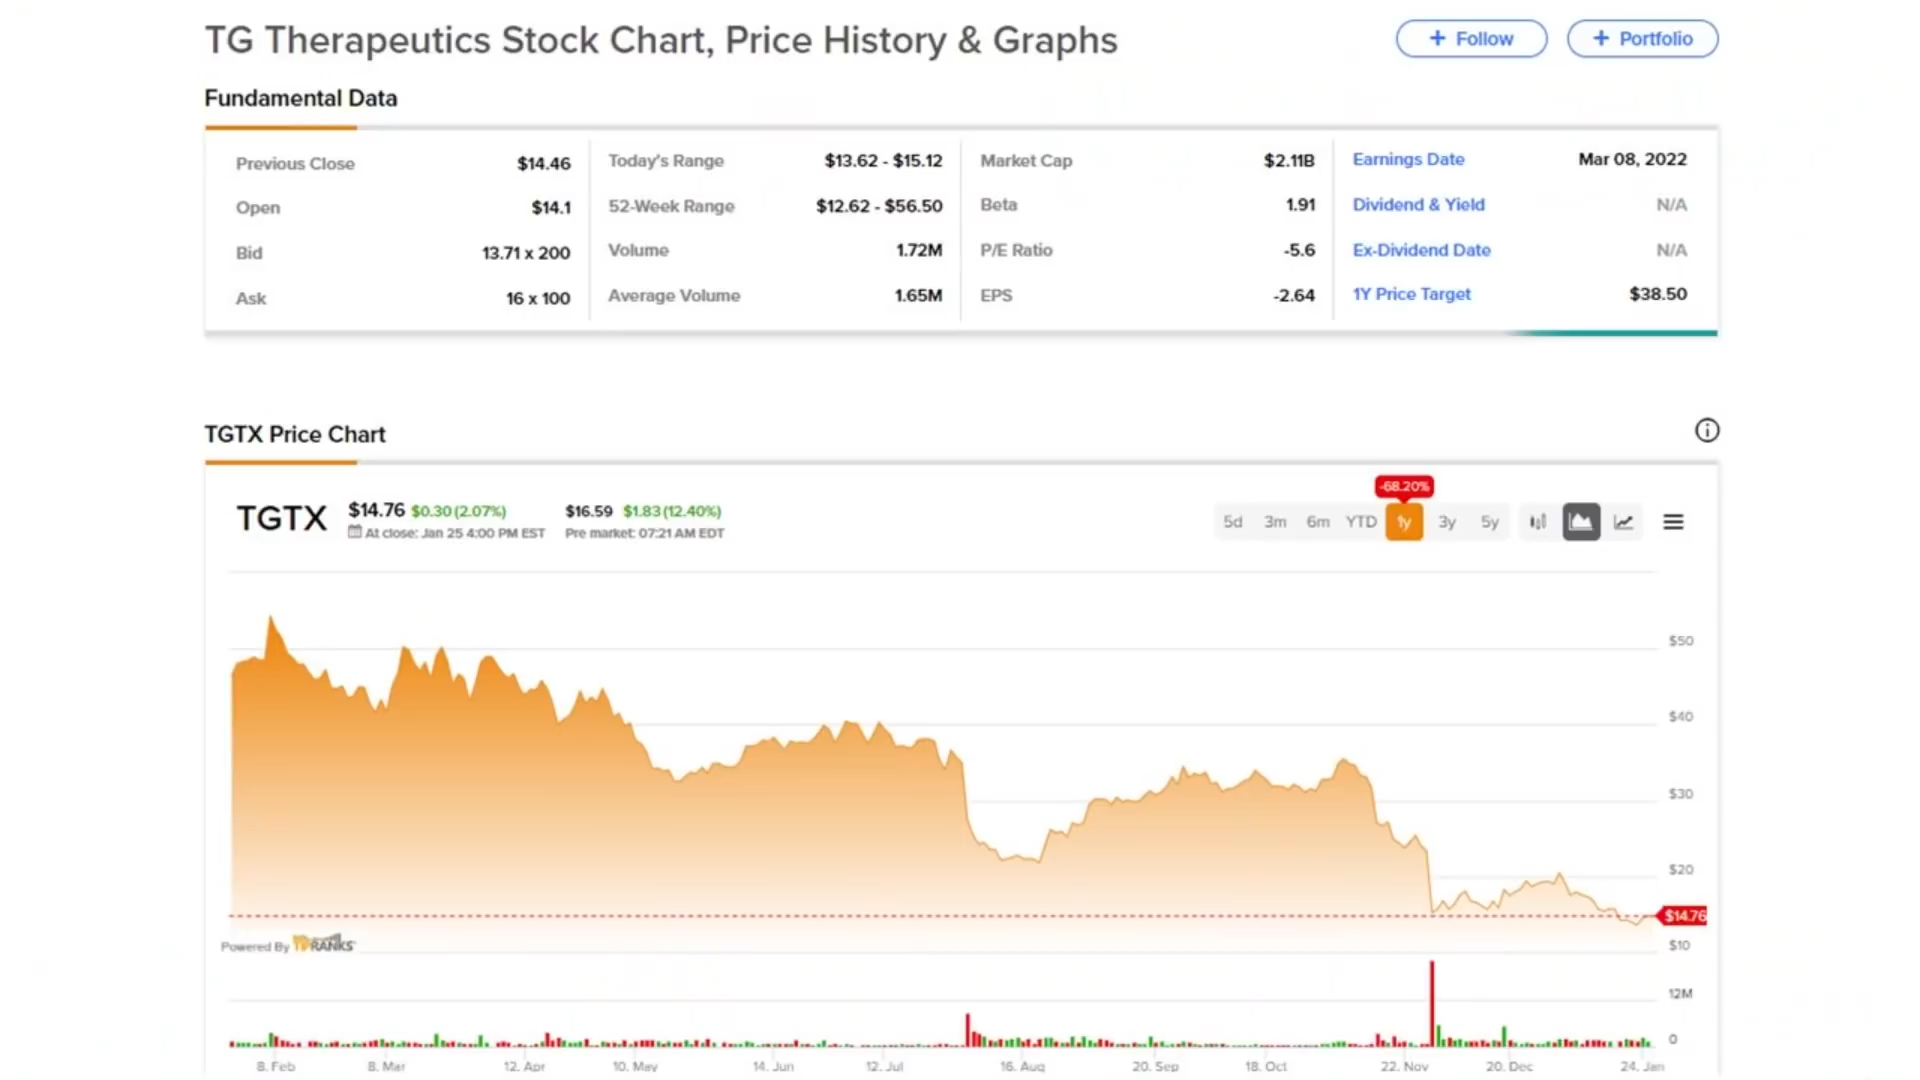 TG Therapeutics Stock Chart, Price History & Graphs
+ Follow
+ Portfolio
Fundamental Data
Previous Close $14.46
Open $14.1
Bid 13.71 x 200
Ask 16 x 100
Today's Range $13.62 - $15.12
52-Week Range $12.62 - $56.50
Volume 1.72M
Average Volume 1.65M
Market Cap $2.11B
Beta 1.91
P/E Ratio -5.6
EPS -2.64
Earnings Date Mar 08, 2022
Dividend & Yield N/A
Ex-Dividend Date N/A
1Y Price Target $38.50
TGTX Price Chart
TGTX
$14.76 $0.30 (2.07%)
At close: Jan 25 4:00 PM EST
$16.59 $1.83 (12.40%)
Pre market: 07:21 AM EDT
-68.20%
5d 3m 6m YTD 1y 3y 5y
$50
$40
$30
$20
$14.76
$10
Powered By TIPRANKS
12M
0
8. Feb 8. Mar 12. Apr 10. May 14. Jun 12. Jul 16. Aug 20. Sep 18. Oct 22. Nov 20. Dec 24. Jan